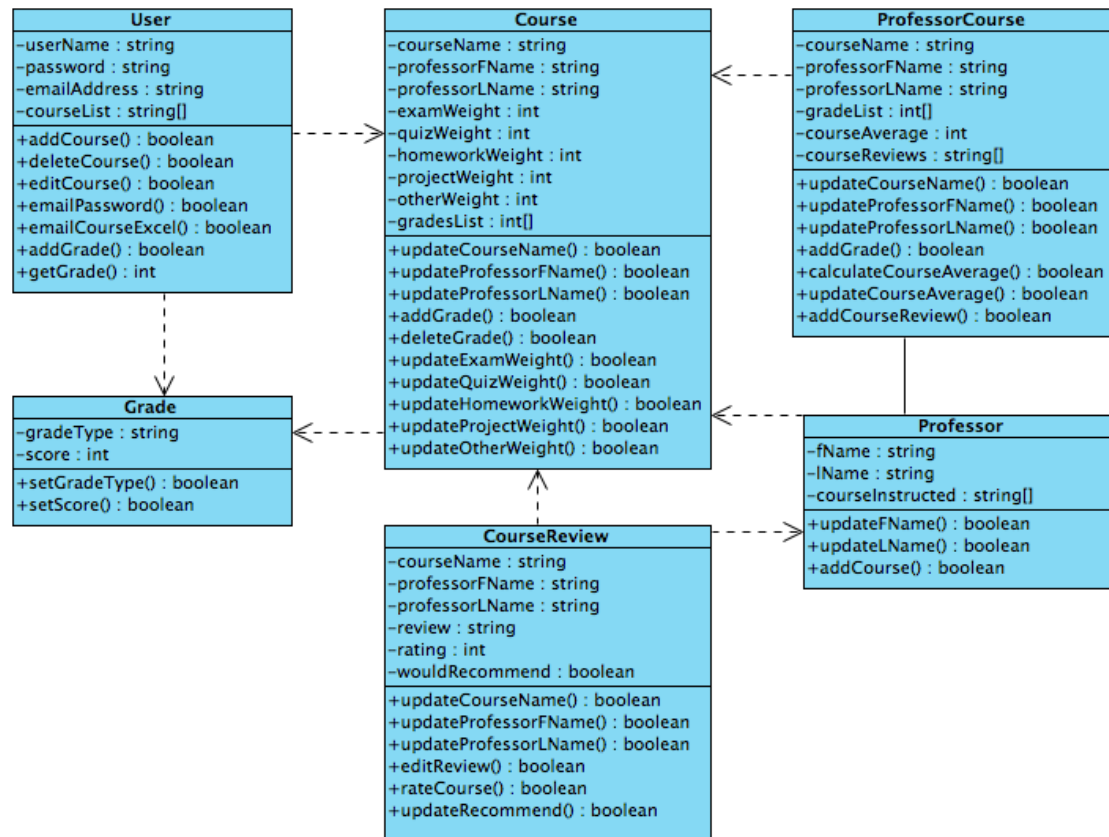 User
-userName : string
-password : string
-emailAddress : string
-courseList : string[]
+addCourse() : boolean
+deleteCourse() : boolean
+editCourse() : boolean
+emailPassword() : boolean
+emailCourseExcel() : boolean
+addGrade() : boolean
+getGrade() : int
Course
-courseName : string
-professorFName : string
-professorLName : string
-examWeight : int
-quizWeight : int
-homeworkWeight : int
-projectWeight : int
-otherWeight : int
-gradesList : int[]
+updateCourseName() : boolean
+updateProfessorFName() : boolean
+updateProfessorLName() : boolean
+addGrade() : boolean
+deleteGrade() : boolean
+updateExamWeight() : boolean
+updateQuizWeight() : boolean
+updateHomeworkWeight() : boolean
+updateProjectWeight() : boolean
+updateOtherWeight() : boolean
ProfessorCourse
-courseName : string
-professorFName : string
-professorLName : string
-gradeList : int[]
-courseAverage : int
-courseReviews : string[]
+updateCourseName() : boolean
+updateProfessorFName() : boolean
+updateProfessorLName() : boolean
+addGrade() : boolean
+calculateCourseAverage() : boolean
+updateCourseAverage() : boolean
+addCourseReview() : boolean
Grade
-gradeType : string
-score : int
+setGradeType() : boolean
+setScore() : boolean
Professor
-fName : string
-lName : string
-courseInstructed : string[]
+updateFName() : boolean
+updateLName() : boolean
+addCourse() : boolean
CourseReview
-courseName : string
-professorFName : string
-professorLName : string
-review : string
-rating : int
-wouldRecommend : boolean
+updateCourseName() : boolean
+updateProfessorFName() : boolean
+updateProfessorLName() : boolean
+editReview() : boolean
+rateCourse() : boolean
+updateRecommend() : boolean